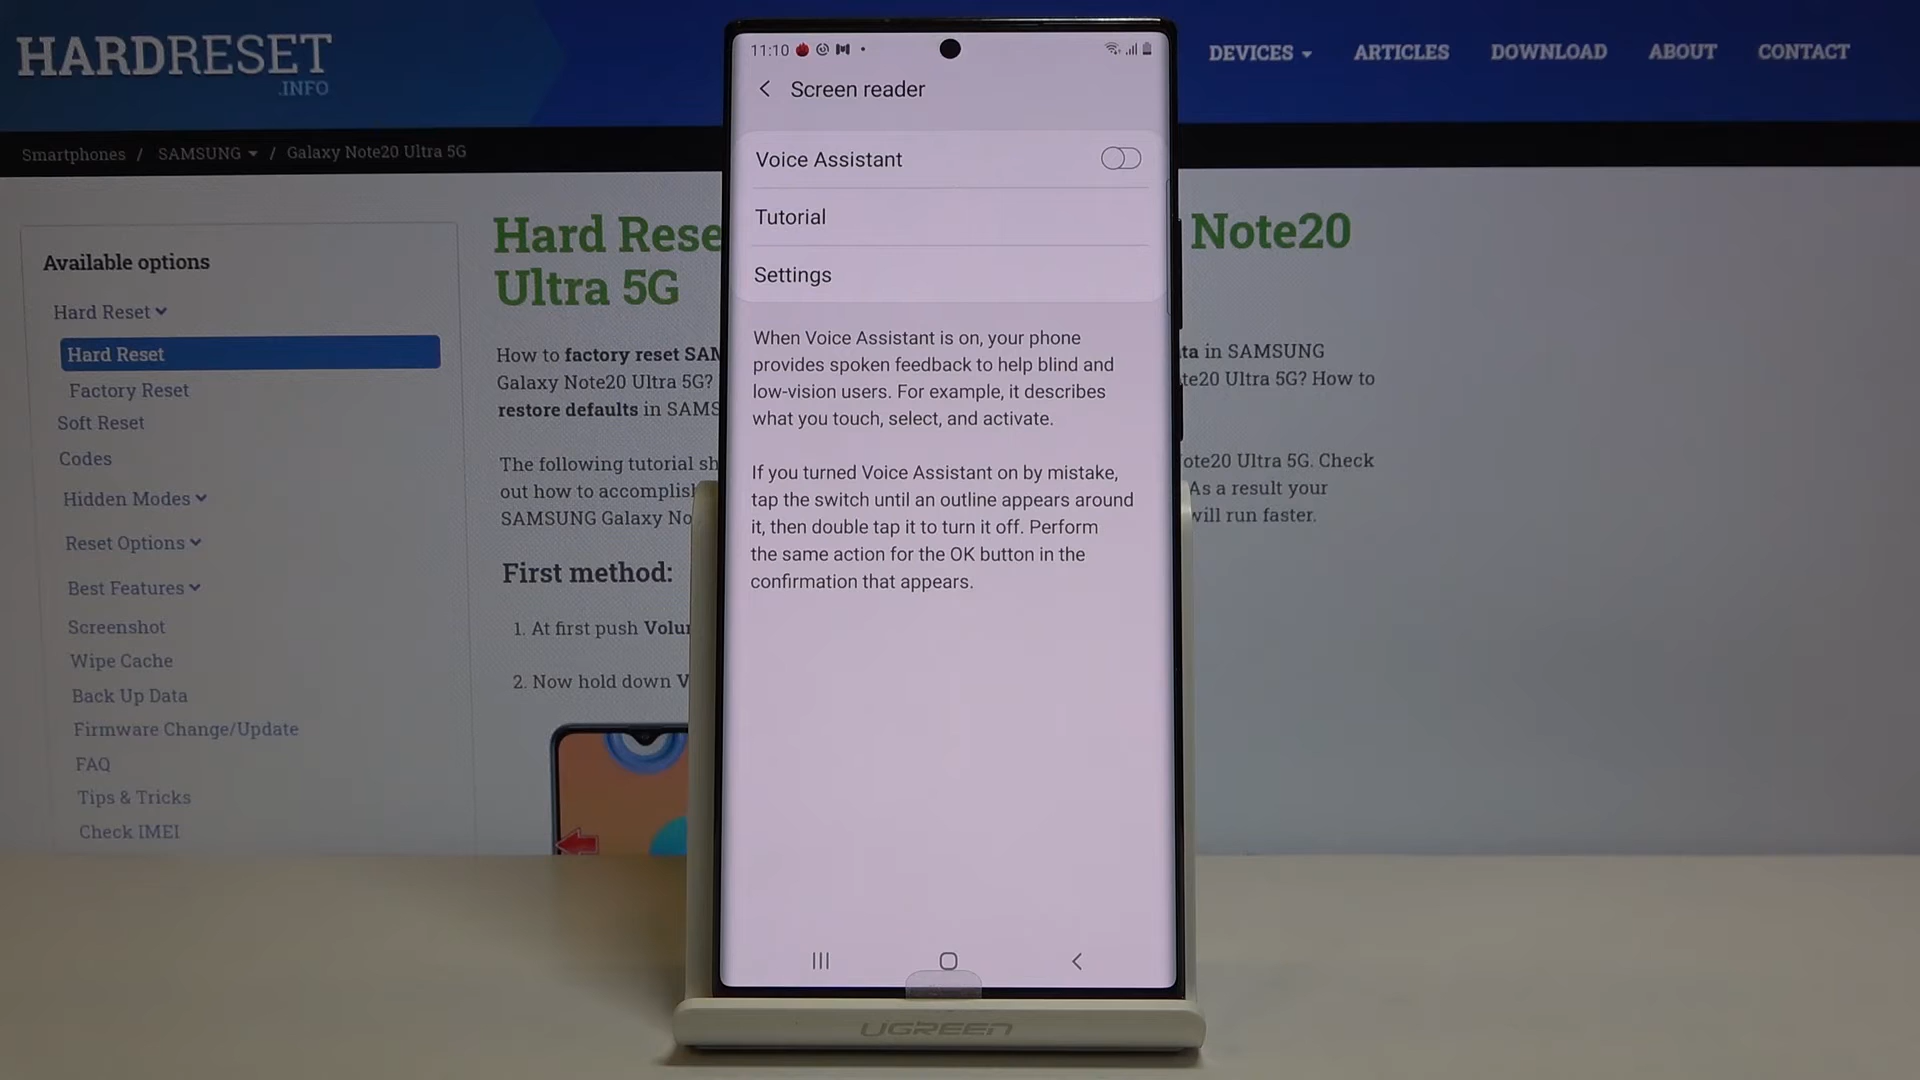 HARDRESET
.INFO
DEVICES
ARTICLES
DOWNLOAD
ABOUT
CONTACT
Smartphones / SAMSUNG / Galaxy Note20 Ultra 5G
Available options
Hard Reset
Hard Reset
Factory Reset
Soft Reset
Codes
Hidden Modes
Reset Options
Best Features
Screenshot
Wipe Cache
Back Up Data
Firmware Change/Update
FAQ
Tips & Tricks
Check IMEI
Hard Rese
Note20
Ultra 5G
How to factory reset SAM
in SAMSUNG
Galaxy Note20 Ultra 5G?
Note20 Ultra 5G? How to
restore defaults in SAMS
The following tutorial sh
Note20 Ultra 5G. Check
out how to accomplis
As a result your
SAMSUNG Galaxy No
will run faster.
First method:
1. At first push Volu
2. Now hold down V
11:10
Screen reader
Voice Assistant
Tutorial
Settings
When Voice Assistant is on, your phone
provides spoken feedback to help blind and
low-vision users. For example, it describes
what you touch, select, and activate.
If you turned Voice Assistant on by mistake,
tap the switch until an outline appears around
it, then double tap it to turn it off. Perform
the same action for the OK button in the
confirmation that appears.
UGREEN